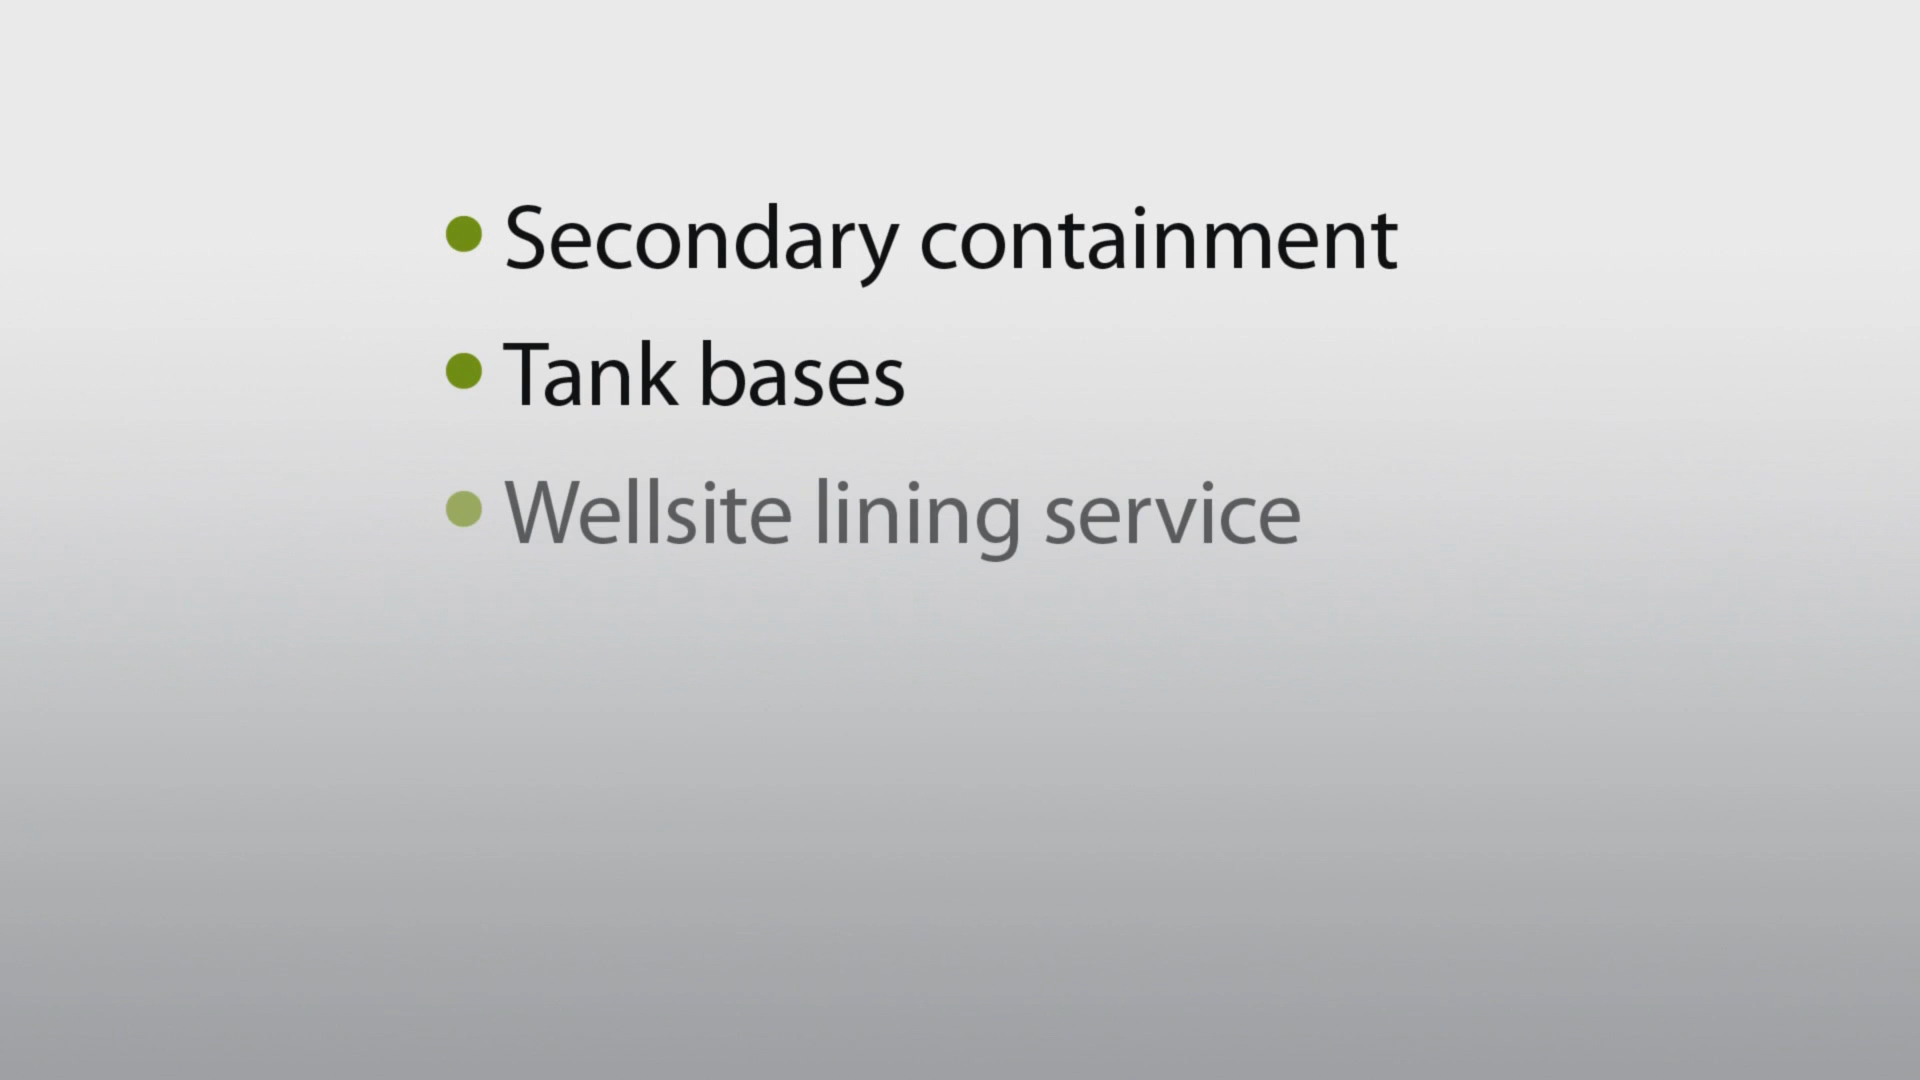 • Secondary containment
• Tank bases
• Wellsite lining service